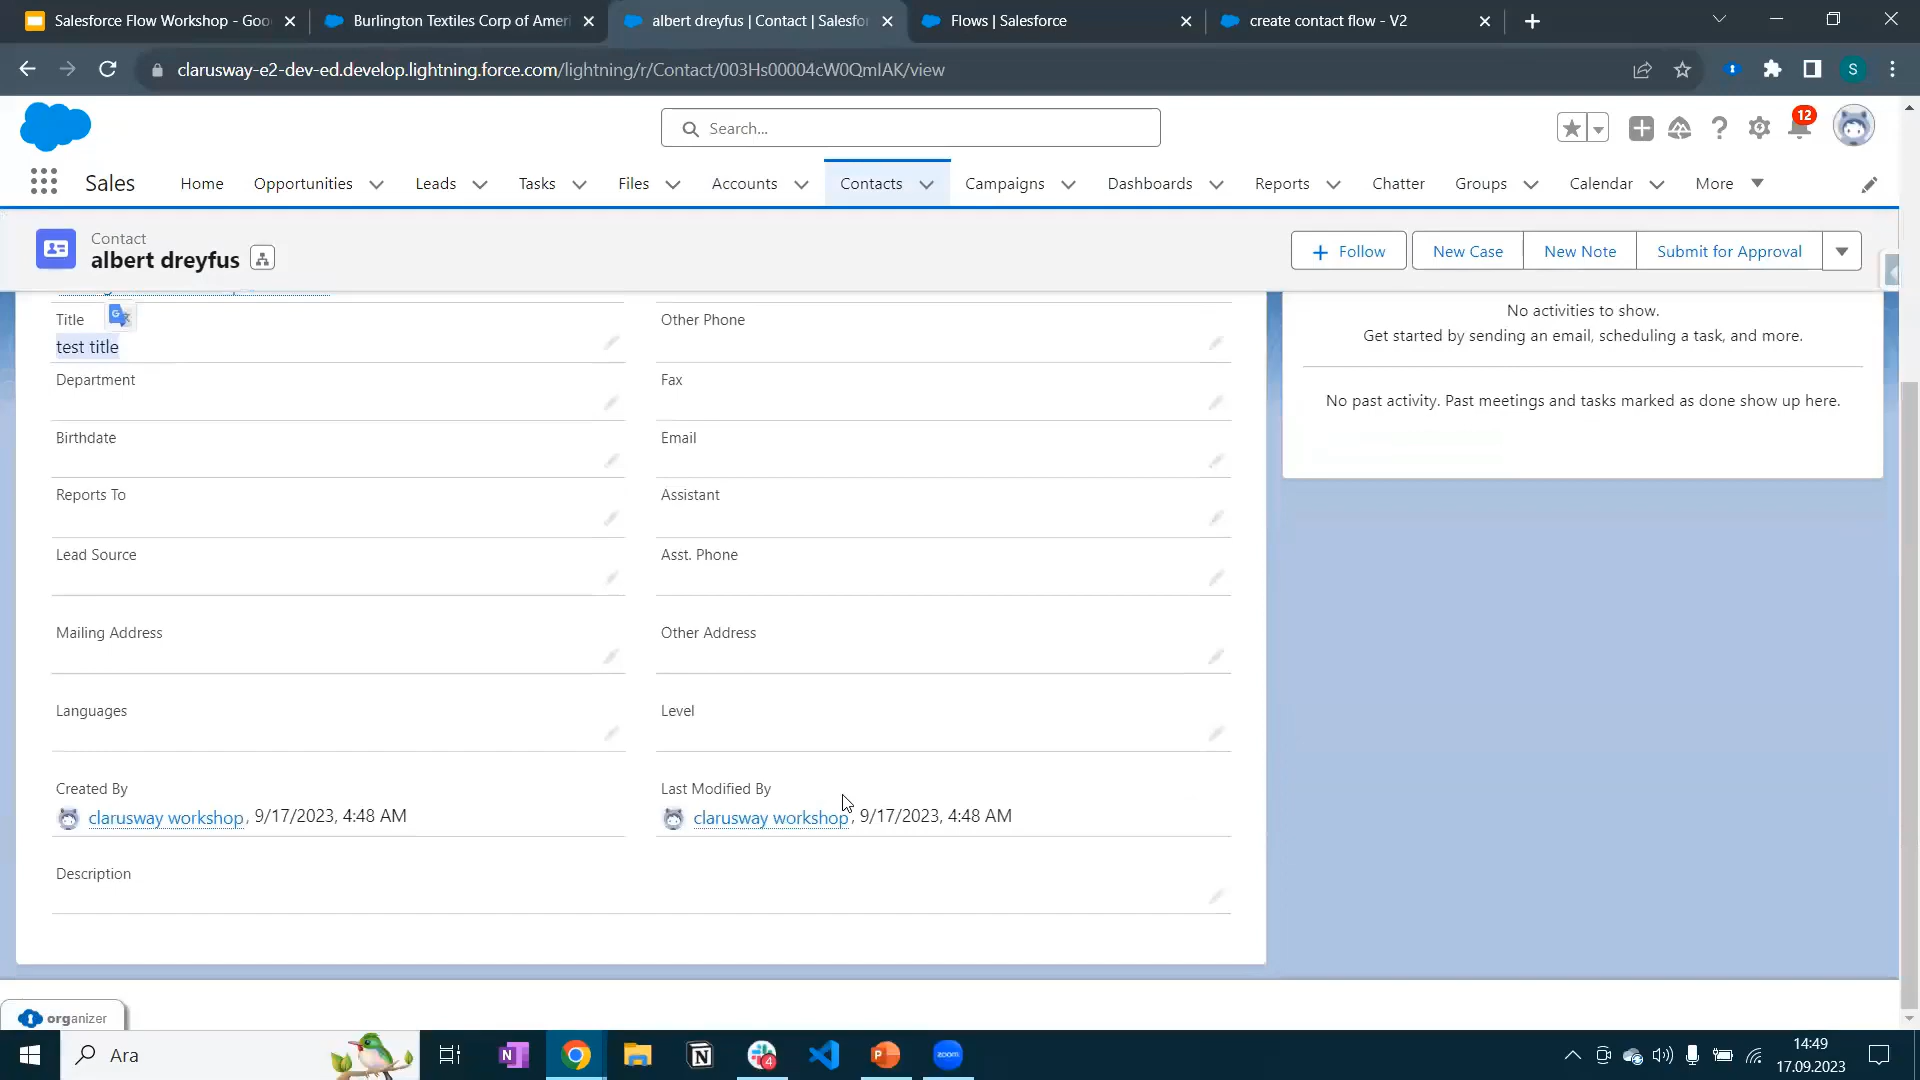 Salesforce Flow Workshop - Goo
Burlington Textiles Corp of Ameri
albert dreyfus | Contact | Salesfor
Flows | Salesforce
create contact flow - V2
clarusway-e2-dev-ed.develop.lightning.force.com/lightning/r/Contact/003Hs00004cW0QmIAK/view
S
Search...
12
Sales
Home
Opportunities
Leads
Tasks
Files
Accounts
Contacts
Campaigns
Dashboards
Reports
Chatter
Groups
Calendar
More
Contact
albert dreyfus
Follow
New Case
New Note
Submit for Approval
Title
test title
Other Phone
Department
Fax
Birthdate
Email
Reports To
Assistant
Lead Source
Asst. Phone
Mailing Address
Other Address
Languages
Level
Created By
clarusway workshop, 9/17/2023, 4:48 AM
Last Modified By
clarusway workshop, 9/17/2023, 4:48 AM
Description
No activities to show.
Get started by sending an email, scheduling a task, and more.
No past activity. Past meetings and tasks marked as done show up here.
organizer
Ara
zoom
4
14:49
17.09.2023